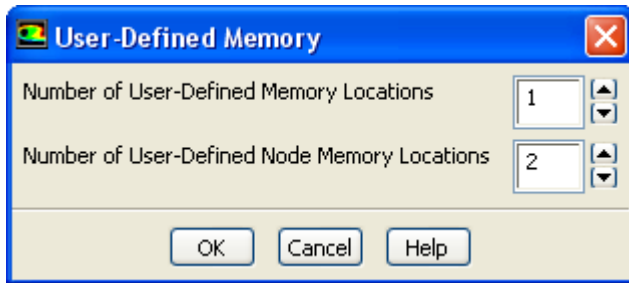 User-Defined Memory
Number of User-Defined Memory Locations 1
Number of User-Defined Node Memory Locations 2
OK Cancel Help